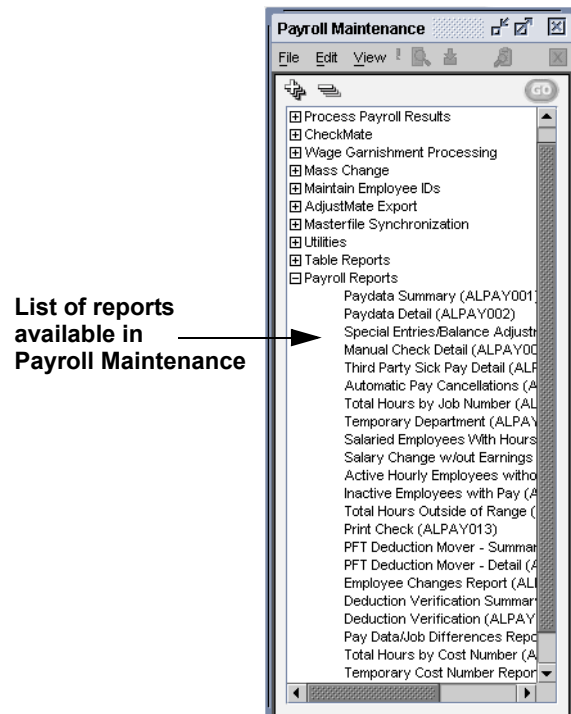 Payroll Maintenance
File Edit View
GO
Process Payroll Results
CheckMate
Wage Garnishment Processing
Mass Change
Maintain Employee IDs
AdjustMate Export
Masterfile Synchronization
Utilities
Table Reports
Payroll Reports
Paydata Summary (ALPAY001)
Paydata Detail (ALPAY002)
Special Entries/Balance Adjustr
Manual Check Detail (ALPAY00
Third Party Sick Pay Detail (ALF
Automatic Pay Cancellations (A
Total Hours by Job Number (AL
Temporary Department (ALPAY
Salaried Employees With Hours
Salary Change w/out Earnings
Active Hourly Employees witho
Inactive Employees with Pay (A
Total Hours Outside of Range (
Print Check (ALPAY013)
PFT Deduction Mover - Summar
PFT Deduction Mover - Detail (A
Employee Changes Report (ALI
Deduction Verification Summar
Deduction Verification (ALPAY
Pay Data/Job Differences Repo
Total Hours by Cost Number (A
Temporary Cost Number Repor
List of reports
available in
Payroll Maintenance